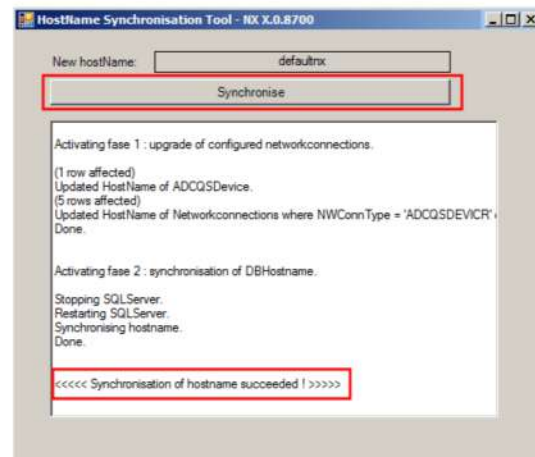 HostName Synchronisation Tool - NX X.0.8700
New hostName: defaultnx
Synchronise
Activating fase 1 : upgrade of configured networkconnections.
(1 row affected)
Updated HostName of ADCQSDevice.
(5 rows affected)
Updated HostName of Networkconnections where NWConnType = 'ADCQSDEVICR'
Done.
Activating fase 2 : synchronisation of DBHostname.
Stopping SQLServer.
Restarting SQLServer.
Synchronising hostname.
Done.
<<<<< Synchronisation of hostname succeeded ! >>>>>